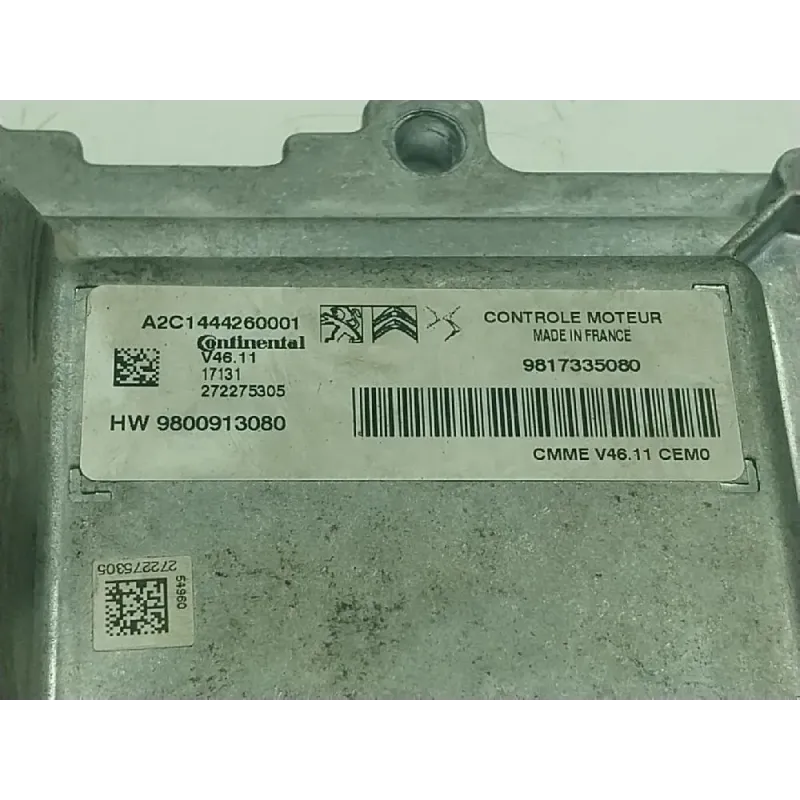 A2C1444260001
Continental
V46.11
17131
272275305
HW 9800913080
CONTROLE MOTEUR
MADE IN FRANCE
9817335080
CMME V46.11 CEM0
272275305
54960